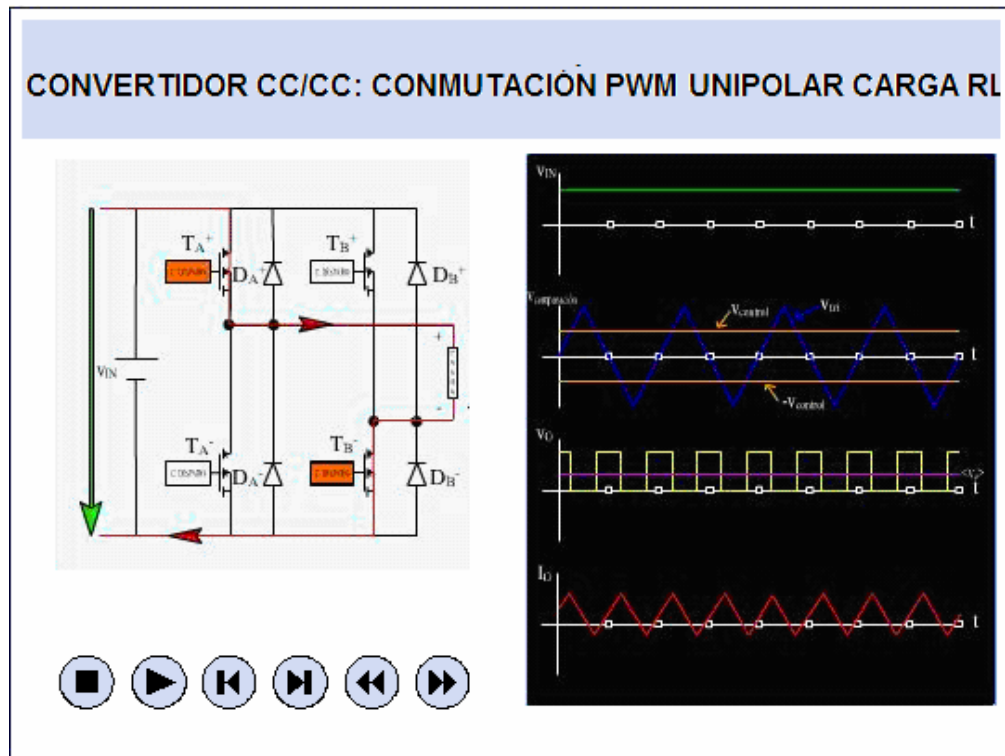 CONVERTIDOR CC/CC: CONMUTACIÓN PWM UNIPOLAR CARGA RL
TA+
TB+
DA+
DB+
VIN
TA-
TB-
DA-
DB-
+
-
VIN
t
Vcomparación
Vcontrol
Vtri
t
-Vcontrol
VO
t
IO
t